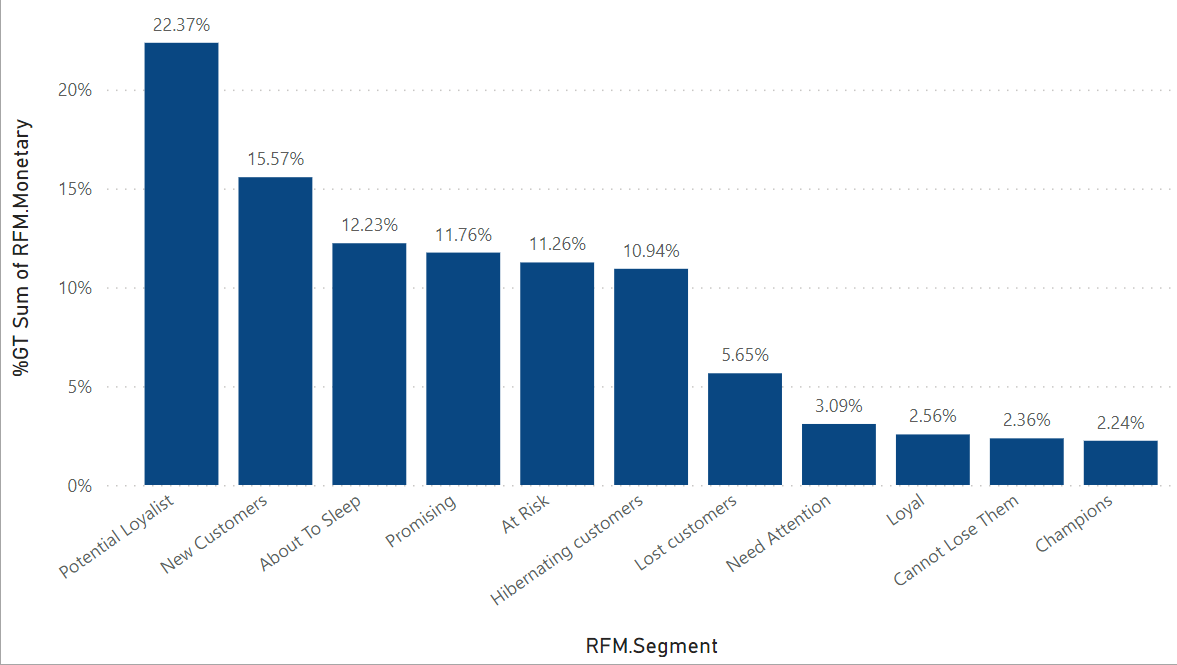 %GT Sum of RFM.Monetary
20%
15%
10%
5%
0%
22.37%
15.57%
12.23%
11.76%
11.26%
10.94%
5.65%
3.09%
2.56%
2.36%
2.24%
Potential Loyalist
New Customers
About To Sleep
Promising
At Risk
Hibernating customers
Lost customers
Need Attention
Loyal
Cannot Lose Them
Champions
RFM.Segment